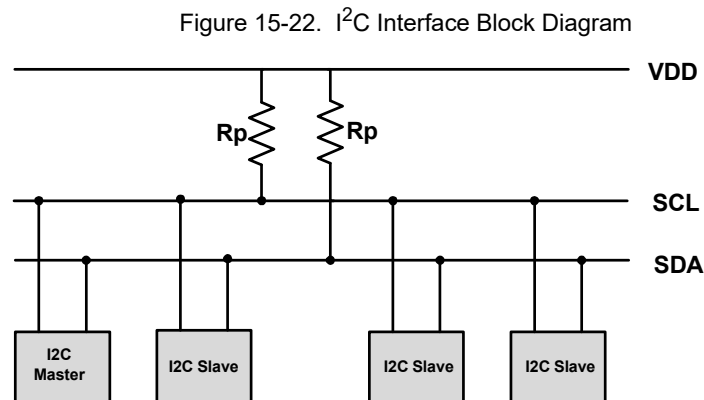 Figure 15-22. I²C Interface Block Diagram
VDD
Rp
Rp
SCL
SDA
I2C
Master
I2C Slave
I2C Slave
I2C Slave